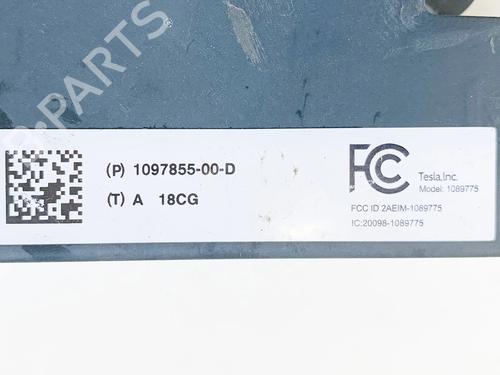 B-PARTS
(P) 1097855-00-D
(T) A 18CG
FC
Tesla,Inc.
Model: 1089775
FCC ID 2AEIM-1089775
IC:20098-1089775